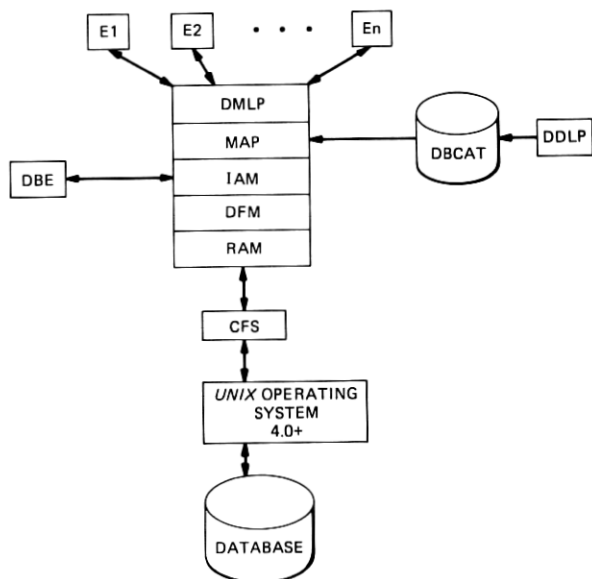 E1
E2
. . .
En
DMLP
MAP
IAM
DFM
RAM
DBE
DBCAT
DDLP
CFS
UNIX OPERATING
SYSTEM
4.0+
DATABASE